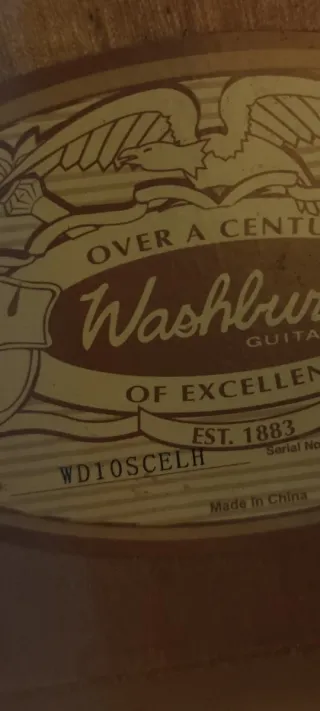 OVER A CENTU
Washbur
GUITA
OF EXCELLEN
EST. 1883
Serial No
WD10SCELH
Made In China